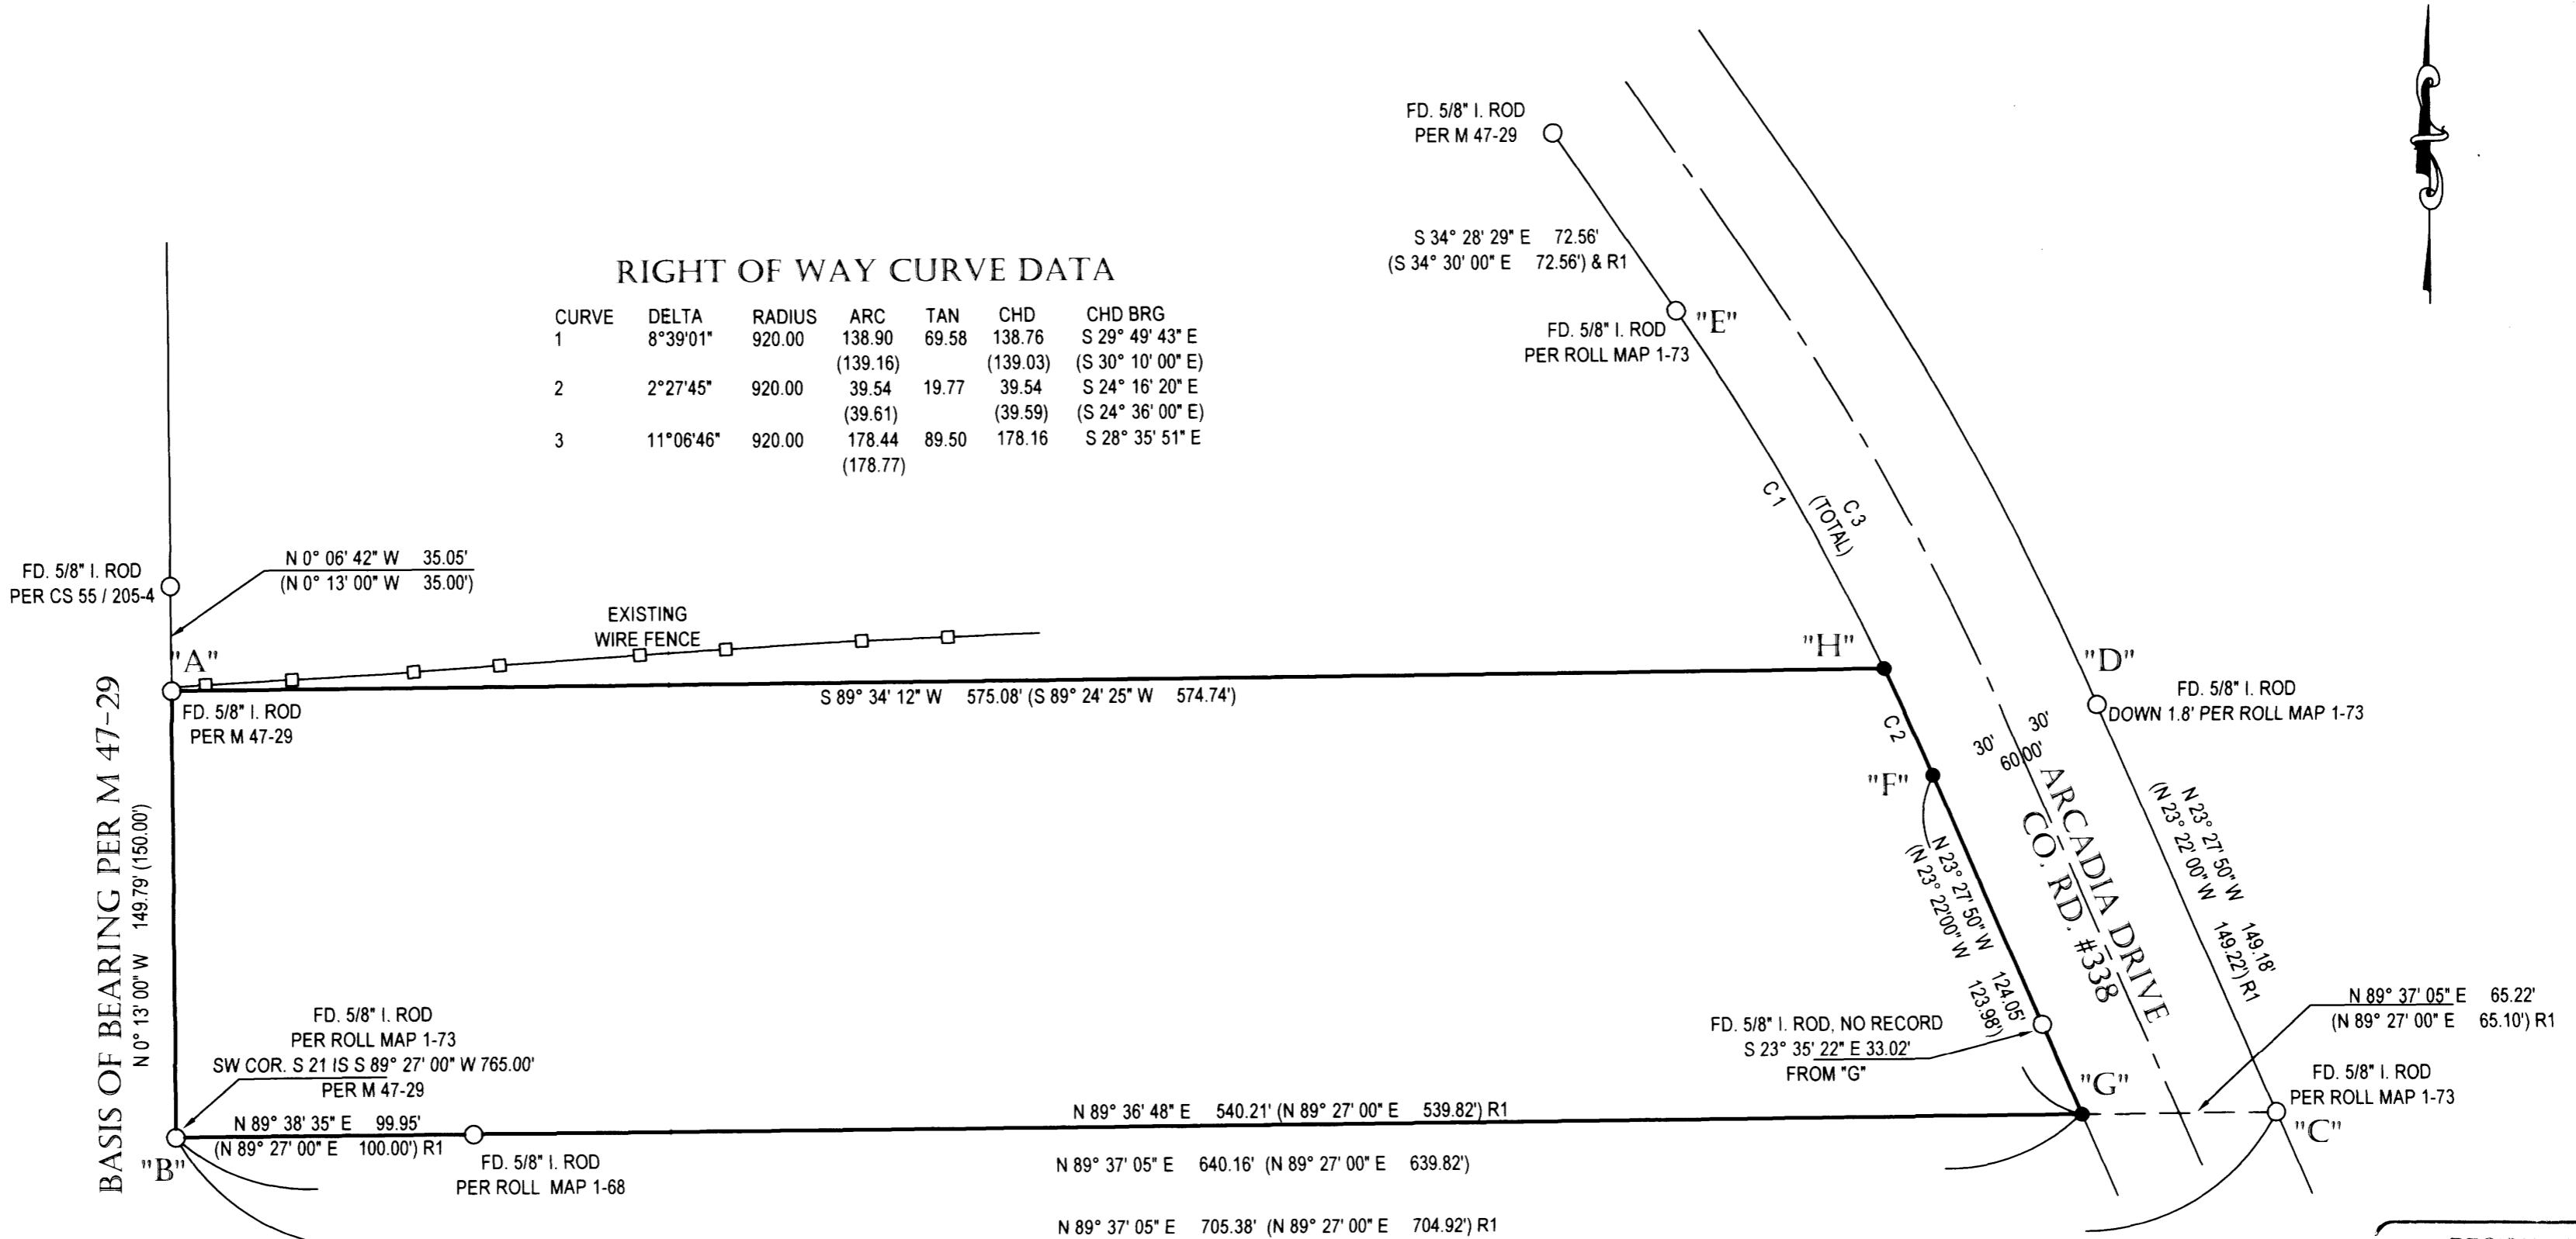 FD. 5/8" I. ROD
PER M 47-29
S 34° 28' 29" E 72.56'
(S 34° 30' 00" E 72.56') & R1
FD. 5/8" I. ROD
PER ROLL MAP 1-73
"E"
RIGHT OF WAY CURVE DATA
CURVE DELTA RADIUS ARC TAN CHD CHD BRG
1 8°39'01" 920.00 138.90 69.58 138.76 S 29° 49' 43" E
(139.16) (139.03) (S 30° 10' 00" E)
2 2°27'45" 920.00 39.54 19.77 39.54 S 24° 16' 20" E
(39.61) (39.59) (S 24° 36' 00" E)
3 11°06'46" 920.00 178.44 89.50 178.16 S 28° 35' 51" E
(178.77)
C 1
C 3
(TOTAL)
FD. 5/8" I. ROD
PER CS 55 / 205-4
N 0° 06' 42" W 35.05'
(N 0° 13' 00" W 35.00')
EXISTING
WIRE FENCE
"A"
FD. 5/8" I. ROD
PER M 47-29
S 89° 34' 12" W 575.08' (S 89° 24' 25" W 574.74')
"H"
"D"
FD. 5/8" I. ROD
DOWN 1.8' PER ROLL MAP 1-73
C 2
"F"
30'
30'
60.00'
ARCADIA DRIVE
CO. RD. #338
N 23° 27' 50" W 149.18'
(N 23° 22' 00" W 149.22') R1
N 23° 27' 50" W 124.05'
(N 23° 22'00" W 123.98')
BASIS OF BEARING PER M 47-29
N 0° 13' 00" W 149.79' (150.00')
FD. 5/8" I. ROD
PER ROLL MAP 1-73
SW COR. S 21 IS S 89° 27' 00" W 765.00'
PER M 47-29
FD. 5/8" I. ROD, NO RECORD
S 23° 35' 22" E 33.02'
FROM "G"
N 89° 37' 05" E 65.22'
(N 89° 27' 00" E 65.10') R1
"G"
FD. 5/8" I. ROD
PER ROLL MAP 1-73
"C"
N 89° 38' 35" E 99.95'
(N 89° 27' 00" E 100.00') R1
"B"
FD. 5/8" I. ROD
PER ROLL MAP 1-68
N 89° 36' 48" E 540.21' (N 89° 27' 00" E 539.82') R1
N 89° 37' 05" E 640.16' (N 89° 27' 00" E 639.82')
N 89° 37' 05" E 705.38' (N 89° 27' 00" E 704.92') R1